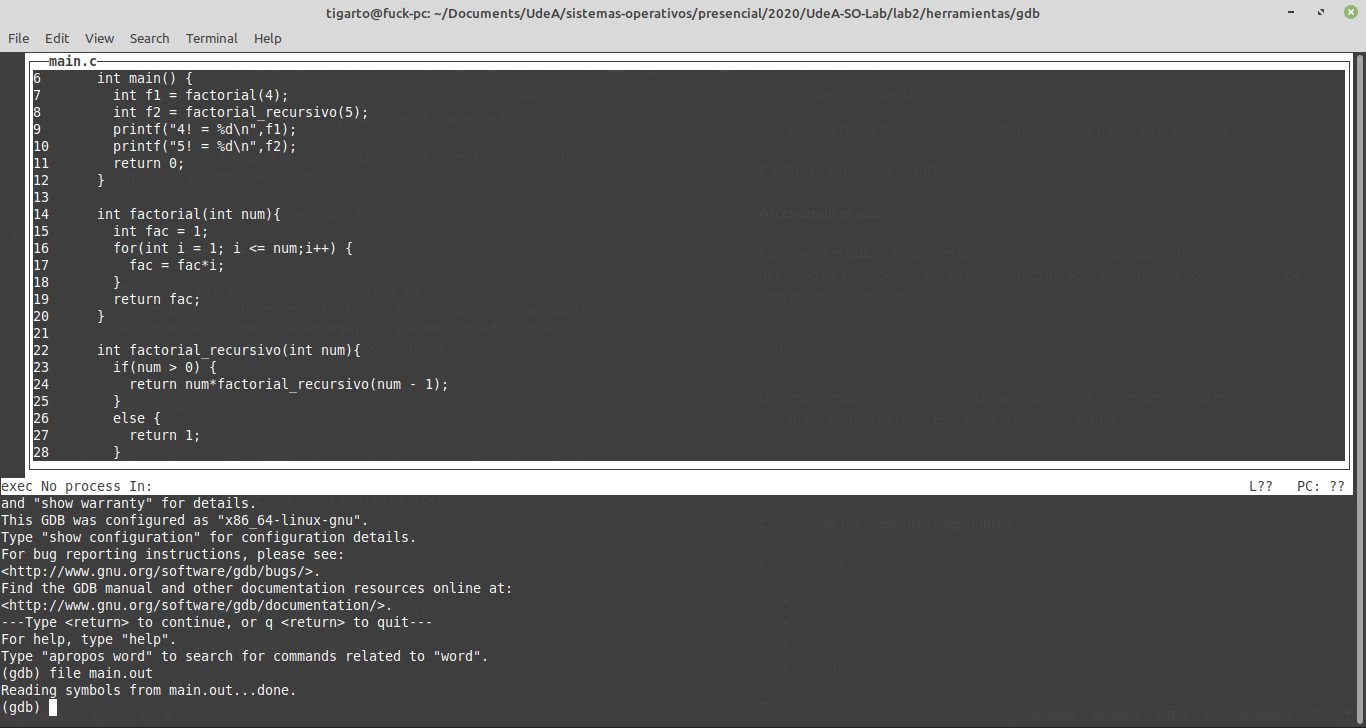 tigarto@fuck-pc: ~/Documents/UdeA/sistemas-operativos/presencial/2020/UdeA-SO-Lab/lab2/herramientas/gdb
File Edit View Search Terminal Help
main.c
6 int main() {
7 int f1 = factorial(4);
8 int f2 = factorial_recursivo(5);
9 printf("4! = %d\n",f1);
10 printf("5! = %d\n",f2);
11 return 0;
12 }
13
14 int factorial(int num){
15 int fac = 1;
16 for(int i = 1; i <= num;i++) {
17 fac = fac*i;
18 }
19 return fac;
20 }
21
22 int factorial_recursivo(int num){
23 if(num > 0) {
24 return num*factorial_recursivo(num - 1);
25 }
26 else {
27 return 1;
28 }
exec No process In: L?? PC: ??
and "show warranty" for details.
This GDB was configured as "x86_64-linux-gnu".
Type "show configuration" for configuration details.
For bug reporting instructions, please see:
<http://www.gnu.org/software/gdb/bugs/>.
Find the GDB manual and other documentation resources online at:
<http://www.gnu.org/software/gdb/documentation/>.
---Type <return> to continue, or q <return> to quit---
For help, type "help".
Type "apropos word" to search for commands related to "word".
(gdb) file main.out
Reading symbols from main.out...done.
(gdb)